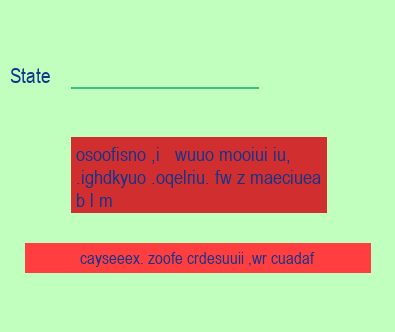 State
osoofisno ,i wuuo mooiui iu,
.ighdkyuo .oqelriu. fw z maeciuea
b l m
cayseeex. zoofe crdesuuii ,wr cuadaf